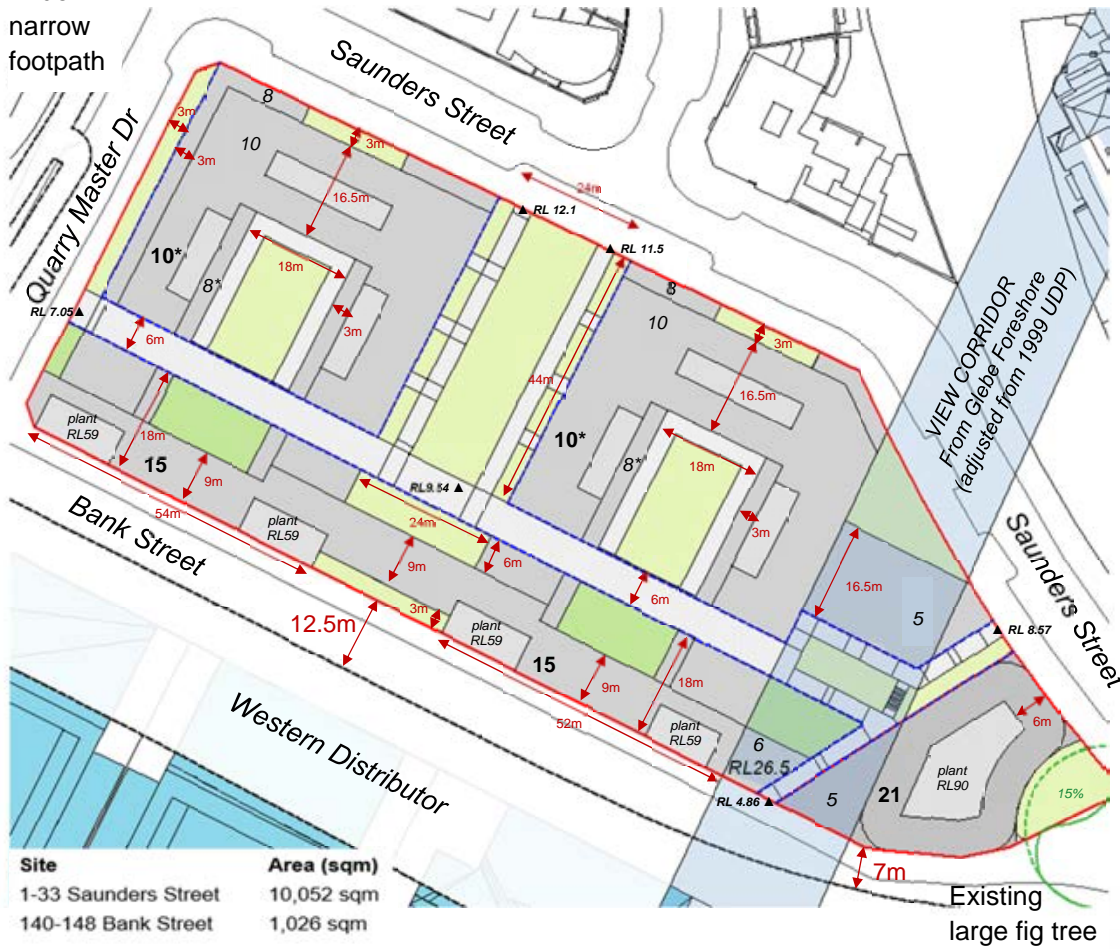 narrow
footpath
Saunders Street
Quarry Master Dr
8
10
3m
3m
3m
16.5m
24m
RL 12.1
RL 11.5
10*
8*
18m
3m
RL 7.05
6m
8
10
3m
16.5m
44m
10*
8*
18m
3m
VIEW CORRIDOR
From Glebe Foreshore
(adjusted from 1999 UDP)
plant
RL59
18m
15
9m
54m
RL9.54
24m
9m
6m
plant
RL59
Bank Street
12.5m
3m
plant
RL59
15
9m
52m
6m
18m
plant
RL59
16.5m
5
Saunders Street
RL 8.57
6
RL26.5
RL 4.86
5
21
plant
RL90
6m
15%
Western Distributor
7m
Existing
large fig tree
Site Area (sqm)
1-33 Saunders Street 10,052 sqm
140-148 Bank Street 1,026 sqm